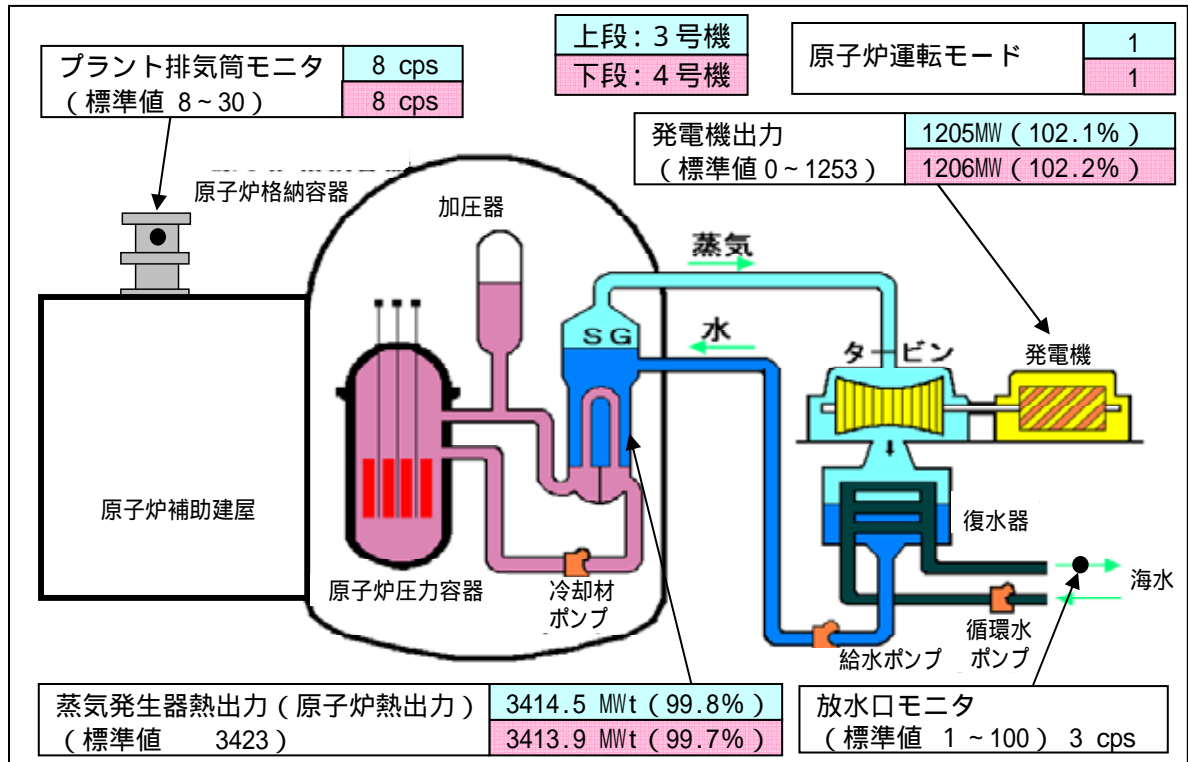 プラント排気筒モニタ
(標準値 8~30)
8 cps
8 cps
上段:3号機
下段:4号機
原子炉運転モード
1
1
発電機出力
(標準値0~1253)
1205MW(102.1%)
1206MW(102.2%)
原子炉格納容器
加圧器
蒸気
水
SG
タービン
発電機
原子炉補助建屋
復水器
原子炉圧力容器
冷却材
ポンプ
海水
循環水
ポンプ
給水ポンプ
蒸気発生器熱出力(原子炉熱出力)
(標準値 3423)
3414.5 MWt(99.8%)
3413.9 MWt(99.7%)
放水口モニタ
(標準値 1~100) 3 cps